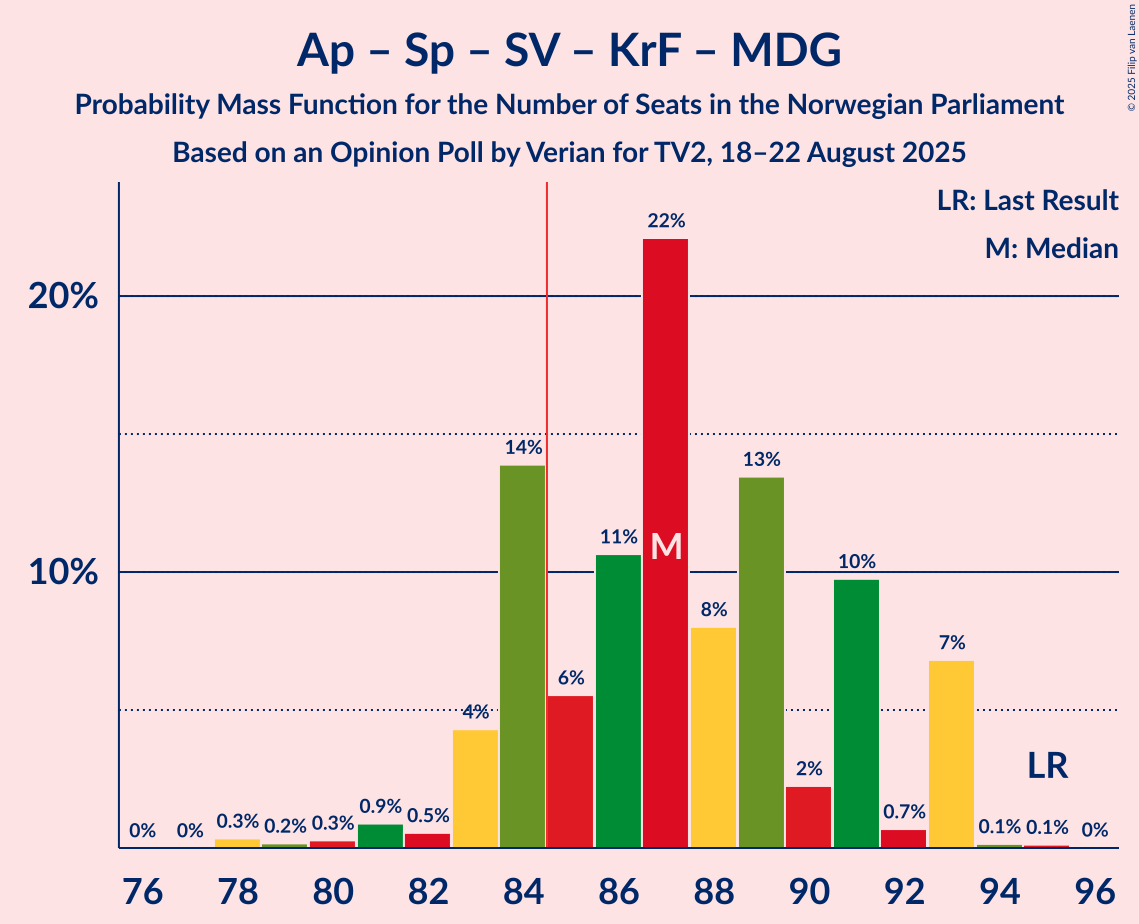 Ap – Sp – SV – KrF – MDG
Probability Mass Function for the Number of Seats in the Norwegian Parliament
Based on an Opinion Poll by Verian for TV2, 18–22 August 2025
© 2025 Filip van Laenen
LR: Last Result
M: Median
22%
20%
14%
13%
11%
M
10%
10%
8%
6%
7%
4%
LR
2%
0% 0% 0.3% 0.2% 0.3% 0.9% 0.5% 0.7% 0.1% 0.1% 0%
76 78 80 82 84 86 88 90 92 94 96